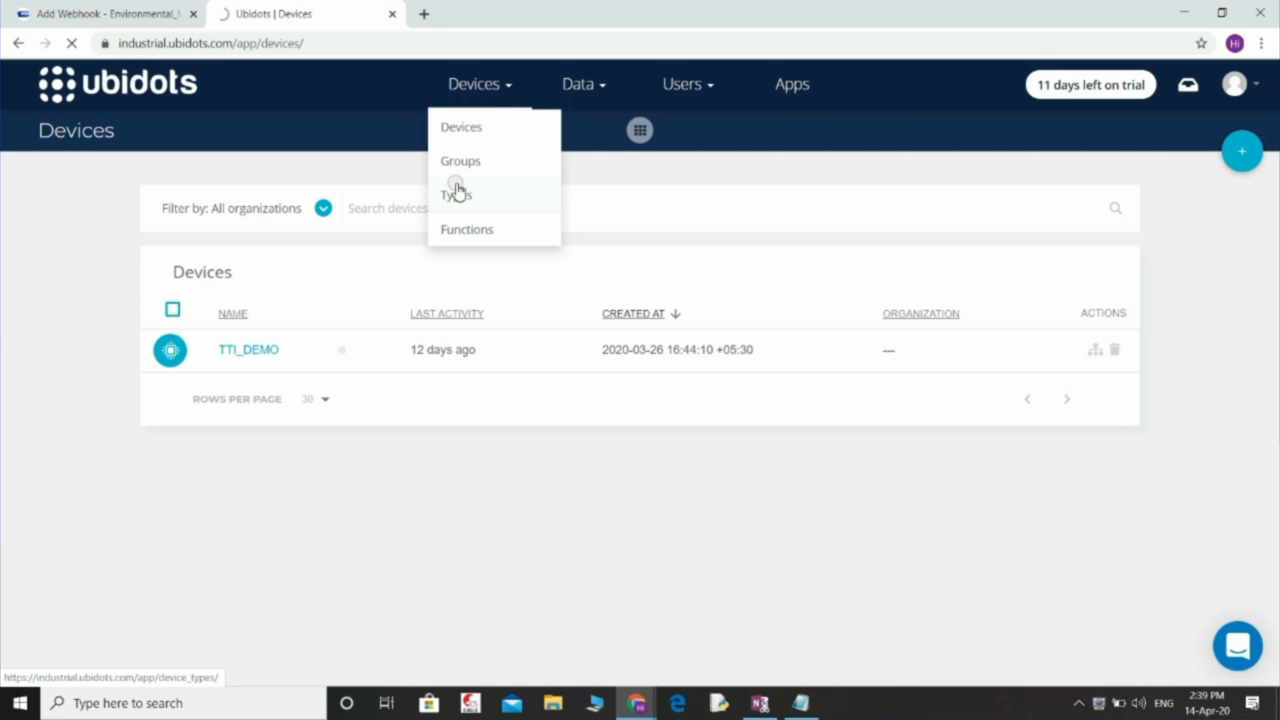 Add Webhook - Environmental_
Ubidots | Devices
industrial.ubidots.com/app/devices/
Hi
ubidots
Devices
Data
Users
Apps
11 days left on trial
Devices
Devices
Groups
Types
Functions
Filter by: All organizations
Search devices
Devices
NAME
LAST ACTIVITY
CREATED AT
ORGANIZATION
ACTIONS
TTI_DEMO
12 days ago
2020-03-26 16:44:10 +05:30
---
ROWS PER PAGE
30
https://industrial.ubidots.com/app/device_types/
Type here to search
ENG
2:39 PM
14-Apr-20